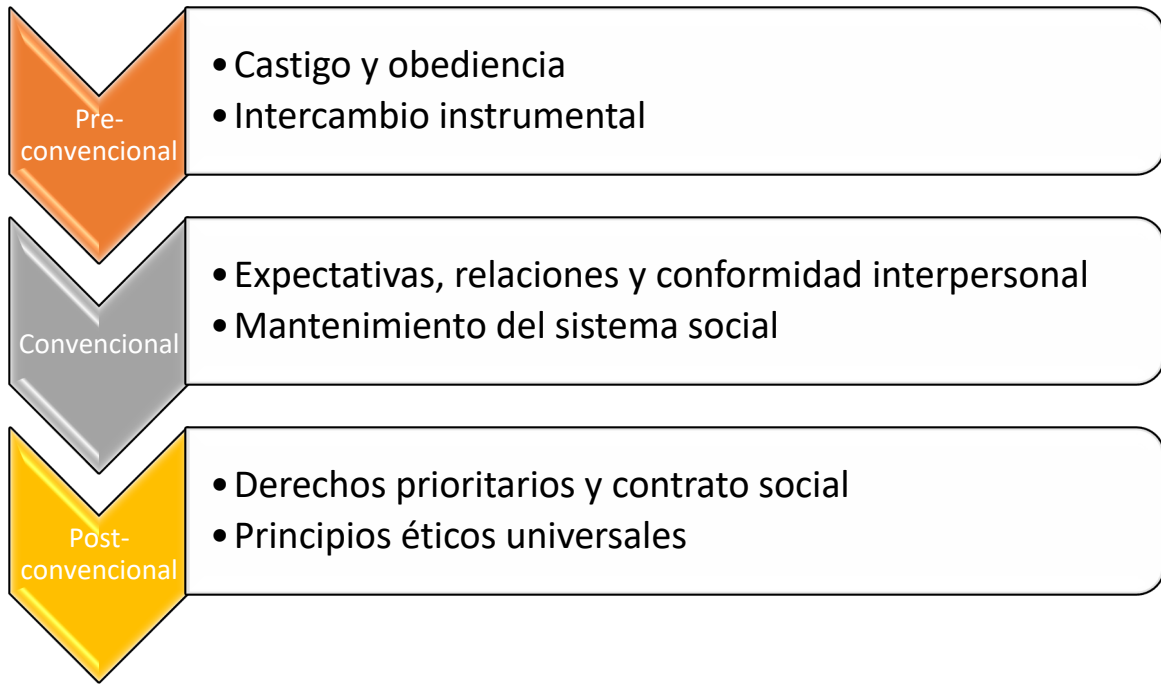 Pre-
convencional
• Castigo y obediencia
• Intercambio instrumental
Convencional
• Expectativas, relaciones y conformidad interpersonal
• Mantenimiento del sistema social
Post-
convencional
• Derechos prioritarios y contrato social
• Principios éticos universales